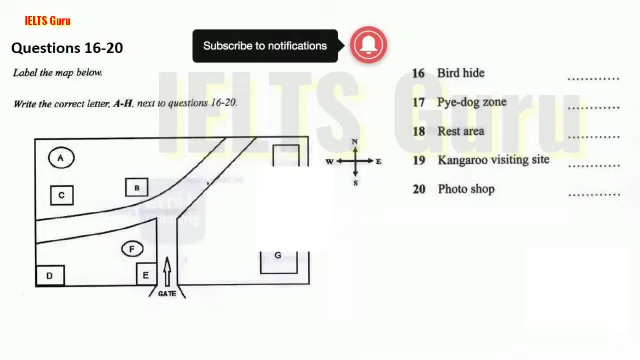 IELTS Guru
Questions 16-20
Subscribe to notifications
Label the map below.
Write the correct letter, A-H, next to questions 16-20.
IELTS Guru
16 Bird hide ............
17 Pye-dog zone ............
18 Rest area ............
19 Kangaroo visiting site ............
20 Photo shop ............
A
C
B
F
D
E
G
GATE
N
W E
S